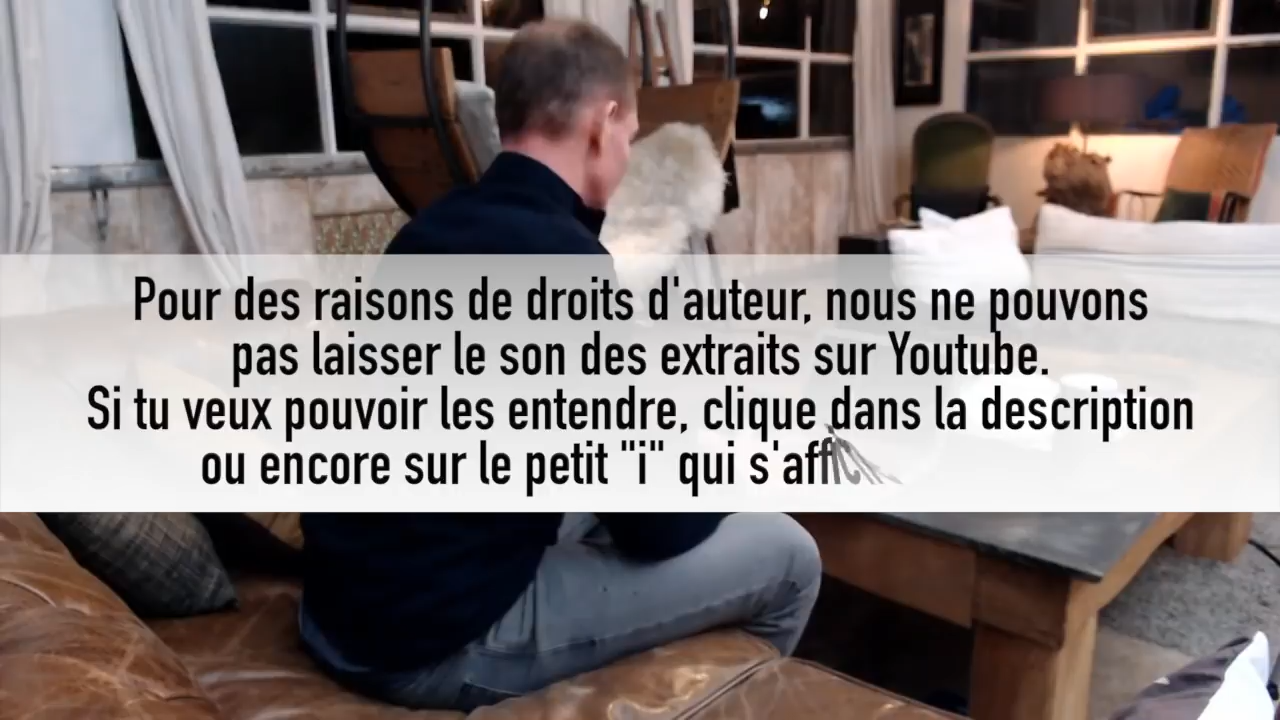 Pour des raisons de droits d'auteur, nous ne pouvons
pas laisser le son des extraits sur Youtube.
Si tu veux pouvoir les entendre, clique dans la description
ou encore sur le petit "i" qui